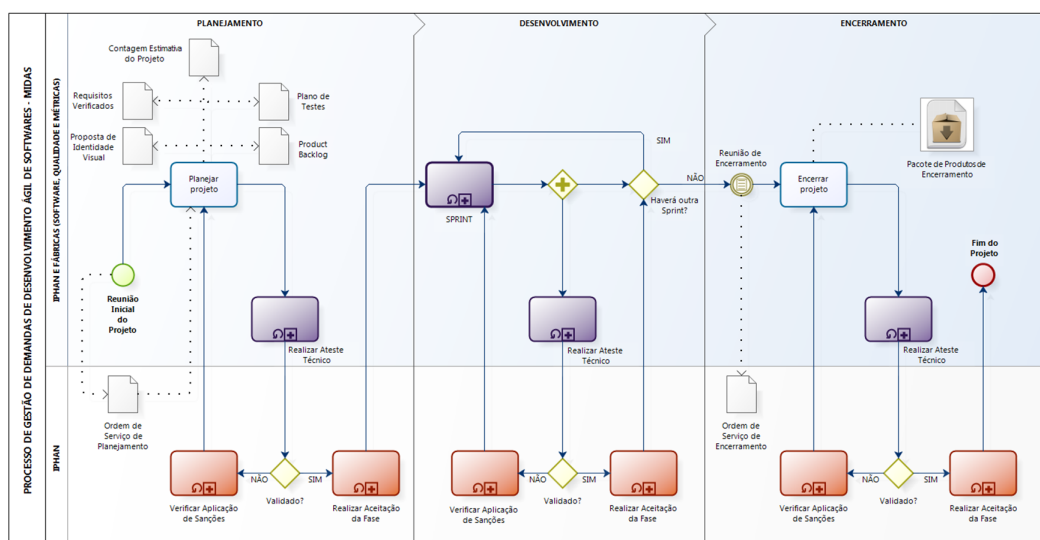 PROCESSO DE GESTÃO DE DEMANDAS DE DESENVOLVIMENTO ÁGIL DE SOFTWARES - MIDAS
IPHAN E FÁBRICAS (SOFTWARE, QUALIDADE E MÉTRICAS)
IPHAN
PLANEJAMENTO
DESENVOLVIMENTO
ENCERRAMENTO
Contagem Estimativa
do Projeto
Requisitos
Verificados
Plano de
Testes
Proposta de
Identidade
Visual
Product
Backlog
Planejar
projeto
Reunião
Inicial
do
Projeto
Realizar Ateste
Técnico
Ordem de
Serviço de
Planejamento
NÃO
SIM
Validado?
Verificar Aplicação
de Sanções
Realizar Aceitação
da Fase
SIM
SPRINT
Haverá outra
Sprint?
NÃO
Realizar Ateste
Técnico
NÃO
SIM
Validado?
Verificar Aplicação
de Sanções
Realizar Aceitação
da Fase
Reunião de
Encerramento
Encerrar
projeto
Pacote de Produtos de
Encerramento
Fim do
Projeto
Realizar Ateste
Técnico
Ordem de
Serviço de
Encerramento
NÃO
SIM
Validado?
Verificar Aplicação
de Sanções
Realizar Aceitação
da Fase